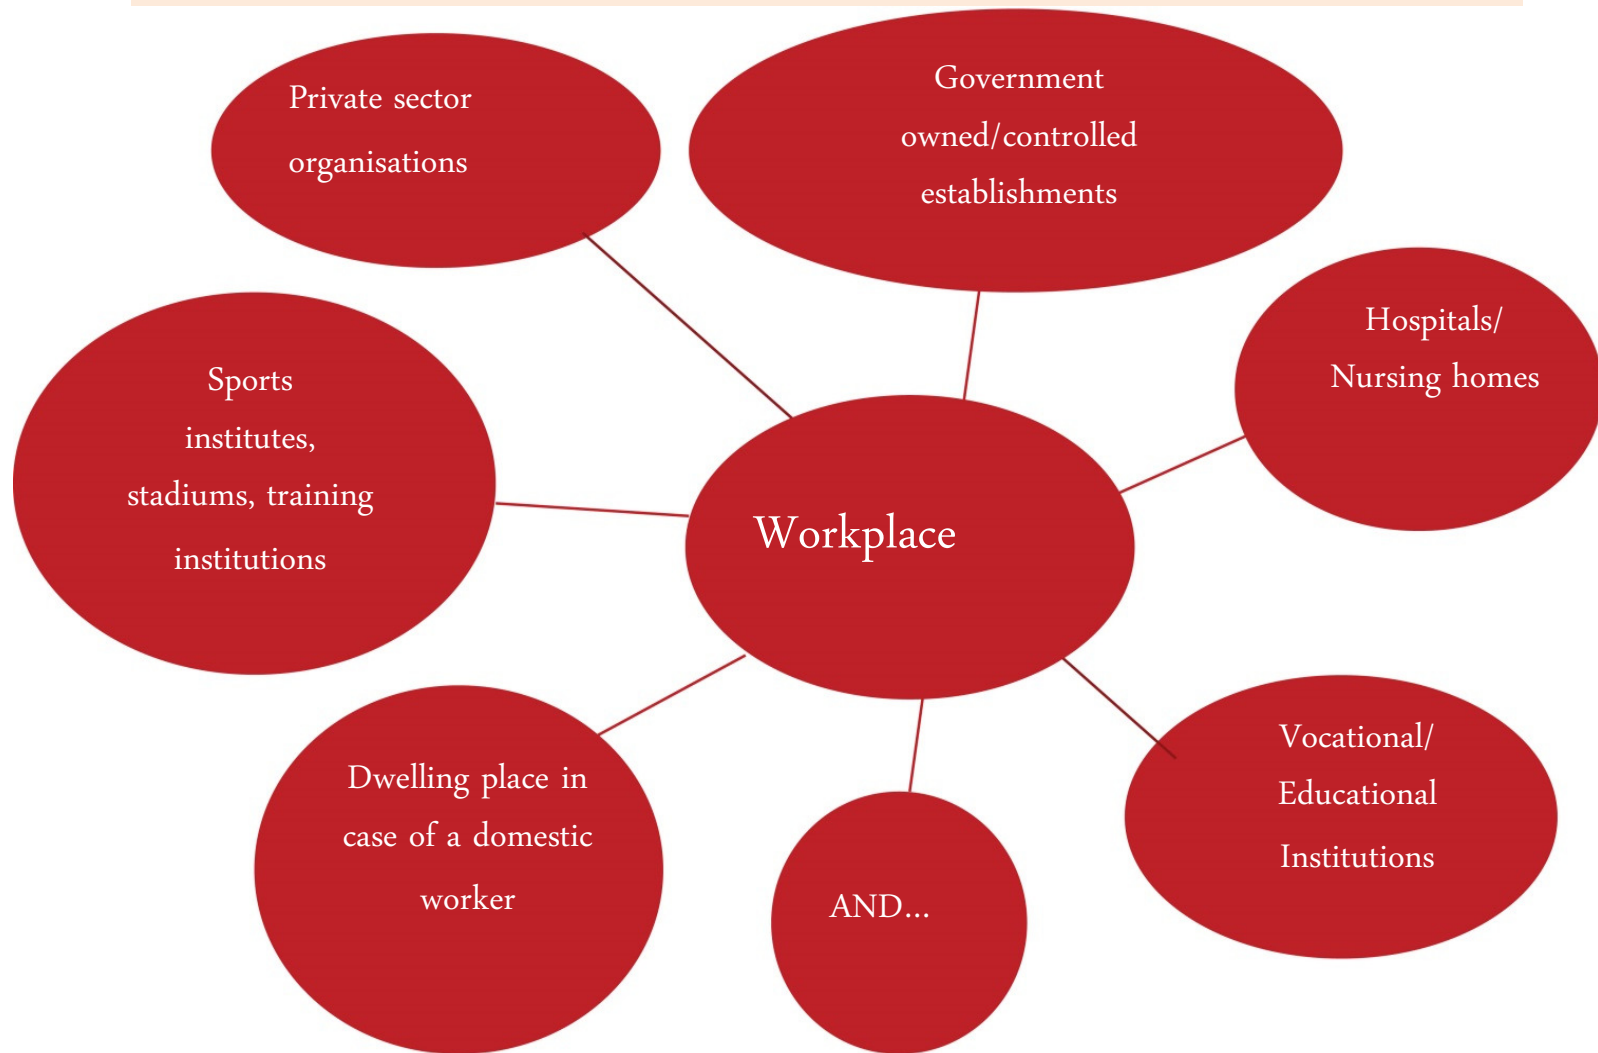 Private sector
organisations
Government
owned/controlled
establishments
Hospitals/
Nursing homes
Sports
institutes,
stadiums, training
institutions
Workplace
Vocational/
Educational
Institutions
Dwelling place in
case of a domestic
worker
AND...